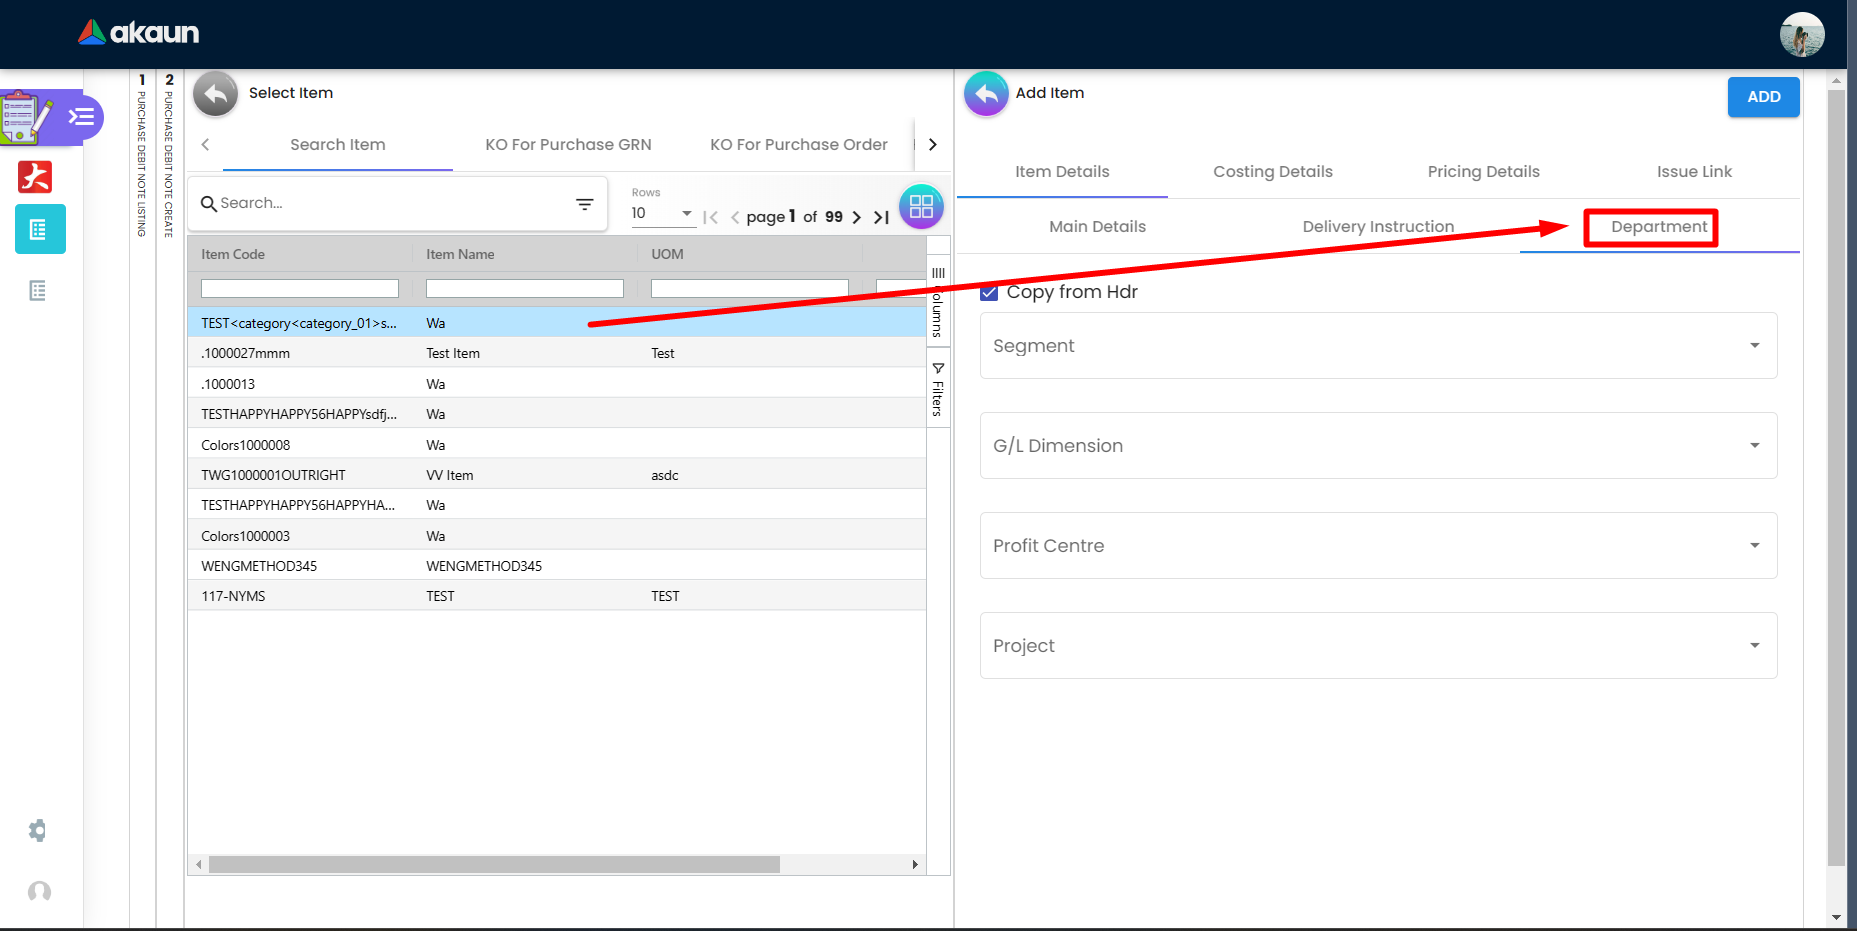 akaun
1 PURCHASE DEBIT NOTE LISTING
2 PURCHASE DEBIT NOTE CREATE
Select Item
Search Item
KO For Purchase GRN
KO For Purchase Order
Search...
Rows
10
page 1 of 99
Item Code
Item Name
UOM
TEST<category<category_01>s...
Wa
.1000027mmm
Test Item
Test
.1000013
Wa
TESTHAPPYHAPPY56HAPPYsdfj...
Wa
Colors1000008
Wa
TWG1000001OUTRIGHT
VV Item
asdc
TESTHAPPYHAPPY56HAPPYHA...
Wa
Colors1000003
Wa
WENGMETHOD345
WENGMETHOD345
117-NYMS
TEST
TEST
Columns
Filters
Add Item
ADD
Item Details
Costing Details
Pricing Details
Issue Link
Main Details
Delivery Instruction
Department
Copy from Hdr
Segment
G/L Dimension
Profit Centre
Project